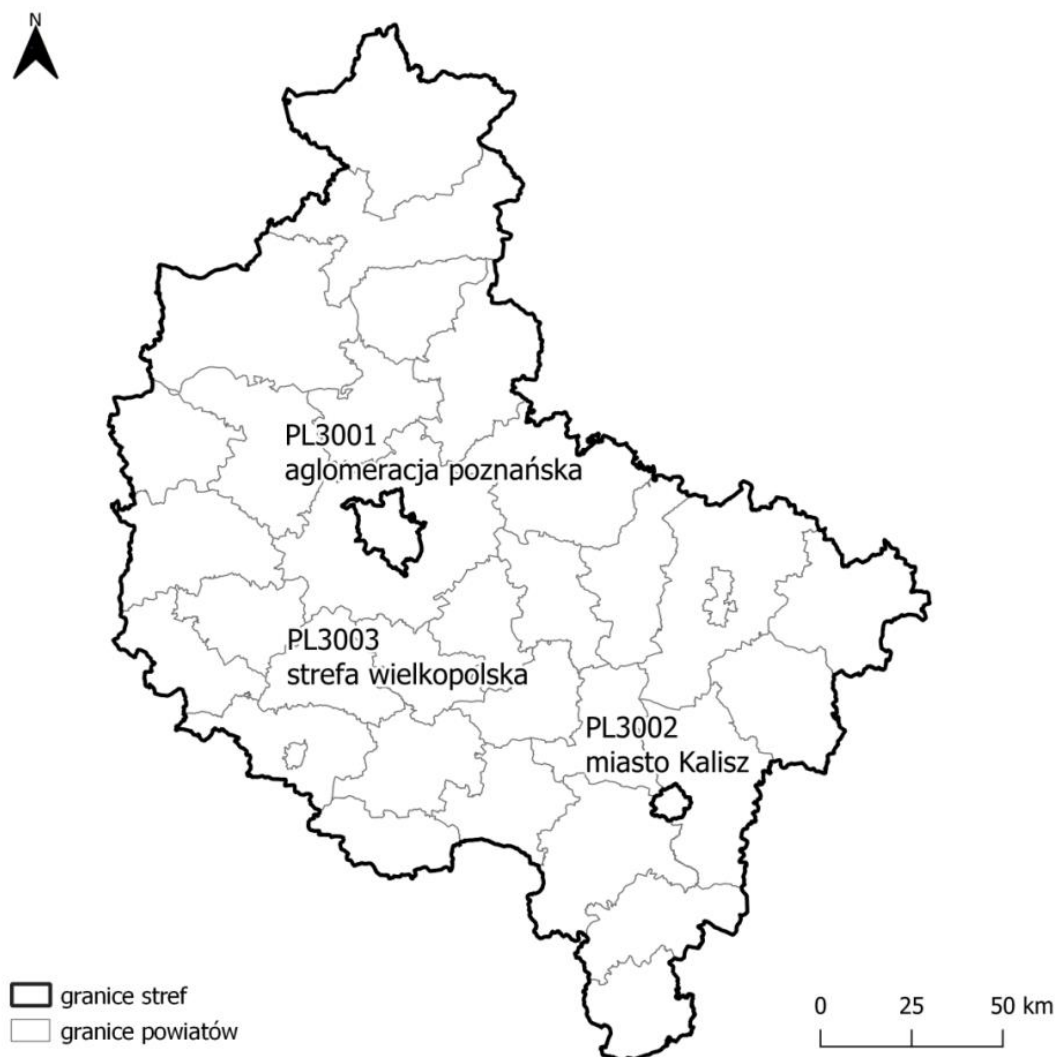 N
PL3001
aglomeracja poznańska
PL3003
strefa wielkopolska
PL3002
miasto Kalisz
granice stref
granice powiatów
0 25 50 km